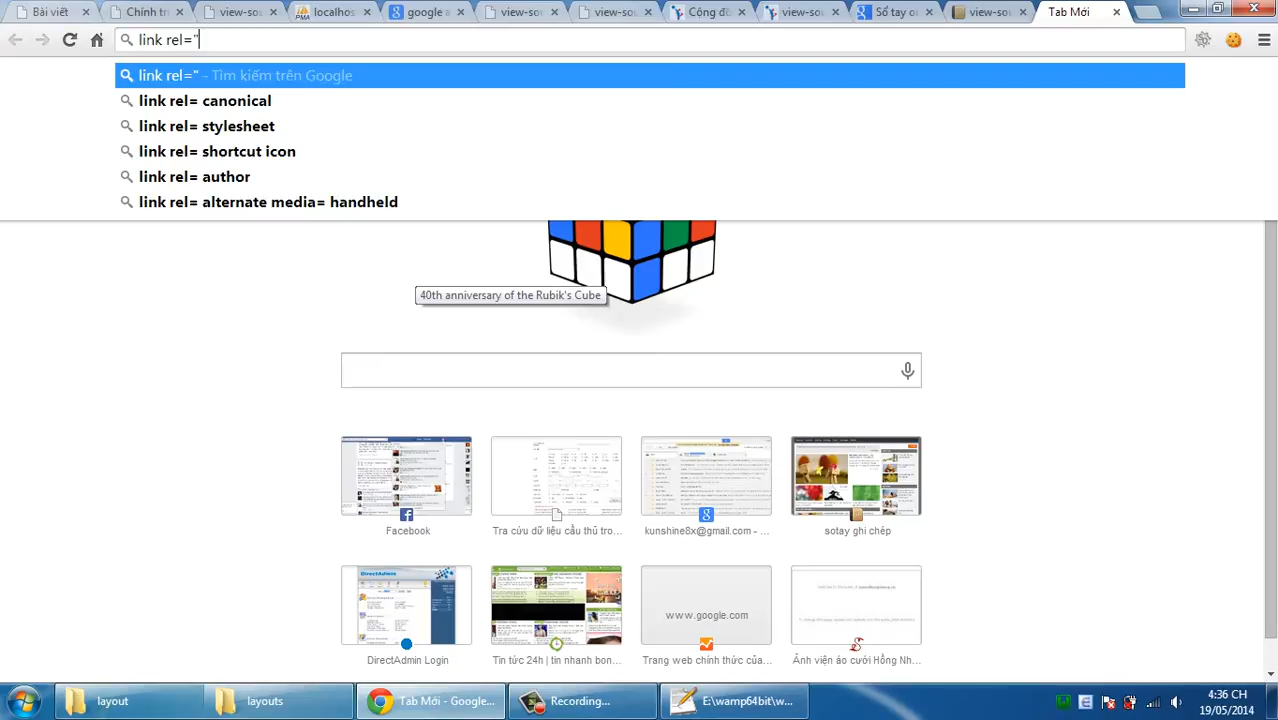 Bài viết
Chính tr
view-sou
localhos
google a
view-sou
view-sou
Cộng đồ
view-sou
Sổ tay o
view-sou
Tab Mới
link rel="
link rel=" - Tìm kiếm trên Google
link rel= canonical
link rel= stylesheet
link rel= shortcut icon
link rel= author
link rel= alternate media= handheld
40th anniversary of the Rubik's Cube
Facebook
Tra cứu dữ liệu cầu thủ tro...
kunshine8x@gmail.com - ...
sotay ghi chép
DirectAdmin
www.google.com
DirectAdmin Login
Tin tức 24h | tin nhanh bon...
Trang web chính thức của...
Ảnh viện áo cưới Hồng Nh...
layout
layouts
Tab Mới - Google...
Recording...
E:\wamp64bit\w...
4:36 CH
19/05/2014